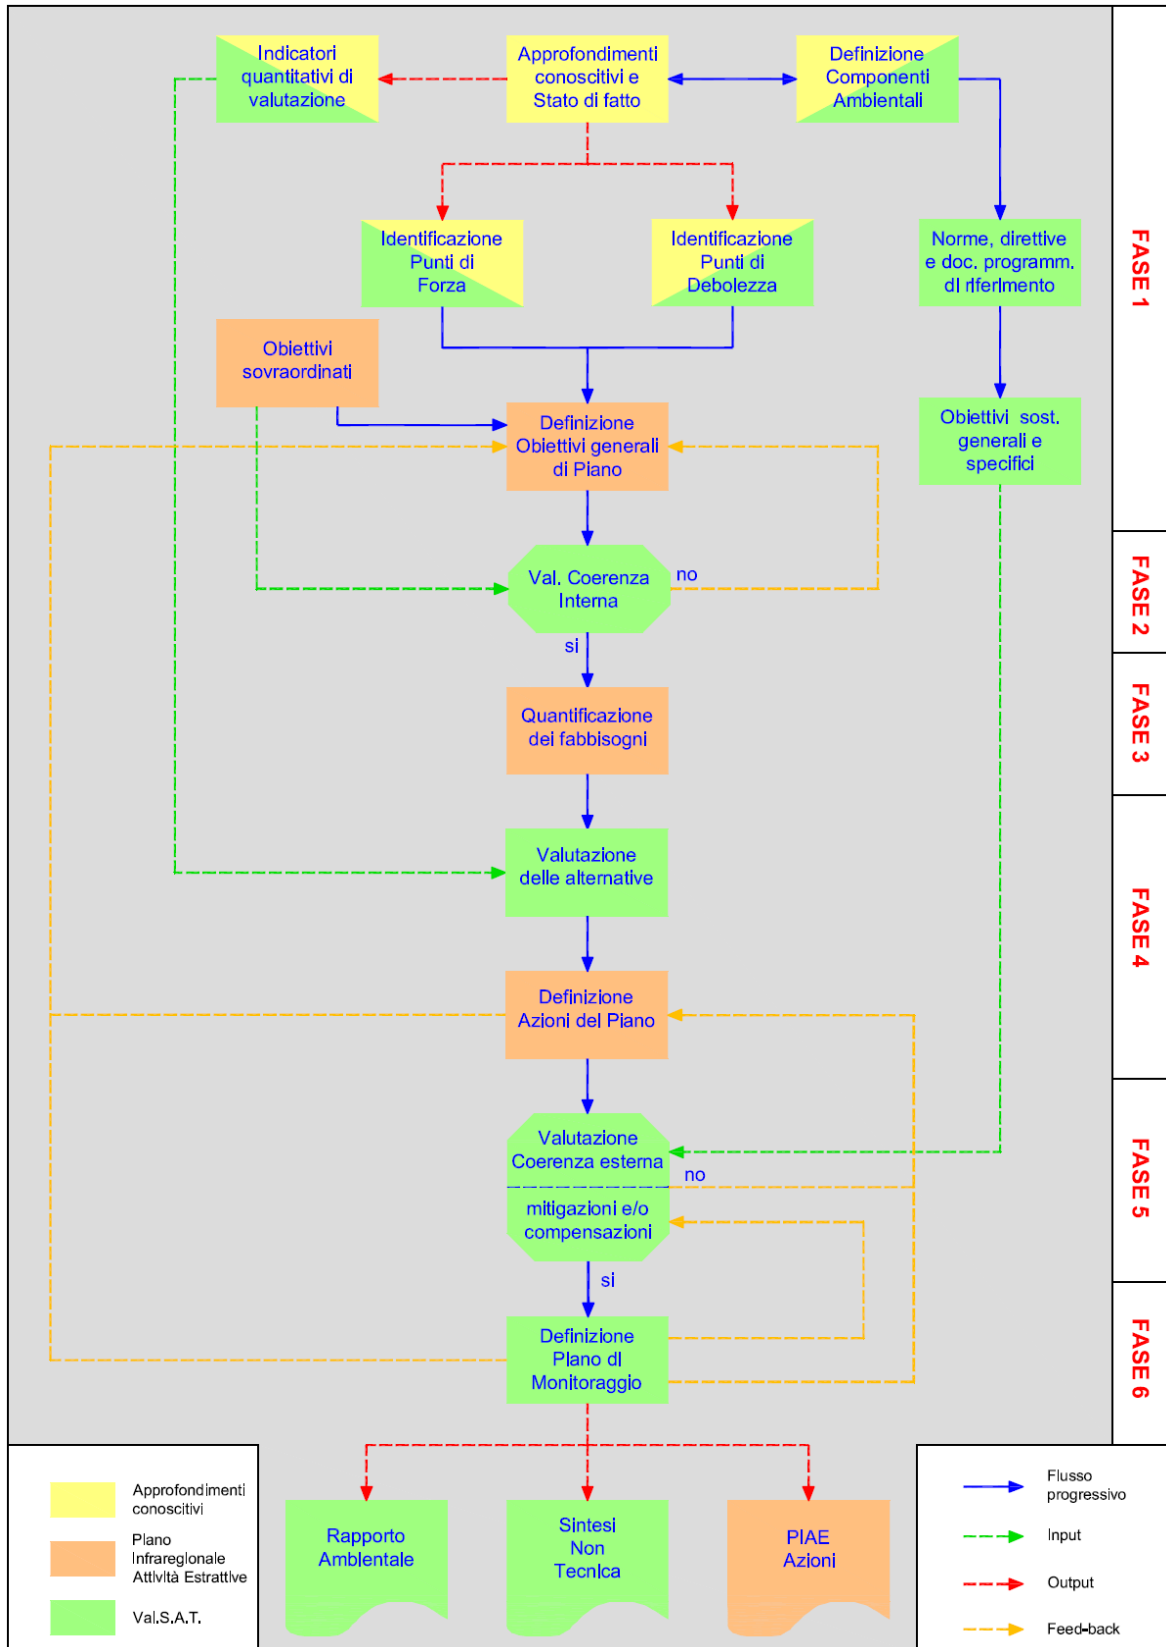 Indicatori
quantitativi di
valutazione
Approfondimenti
conoscitivi e
Stato di fatto
Definizione
Componenti
Ambientali
Identificazione
Punti di
Forza
Identificazione
Punti di
Debolezza
Norme, direttive
e doc. programm.
di riferimento
FASE 1
Obiettivi
sovraordinati
Definizione
Obiettivi generali
di Piano
Obiettivi sost.
generali e
specifici
Val. Coerenza
Interna
no
si
FASE 2
Quantificazione
dei fabbisogni
FASE 3
Valutazione
delle alternative
Definizione
Azioni del Piano
FASE 4
Valutazione
Coerenza esterna
no
mitigazioni e/o
compensazioni
si
FASE 5
Definizione
Piano di
Monitoraggio
FASE 6
Rapporto
Ambientale
Sintesi
Non
Tecnica
PIAE
Azioni
Approfondimenti
conoscitivi
Piano
Infraregionale
Attività Estrattive
Val.S.A.T.
Flusso
progressivo
Input
Output
Feed-back